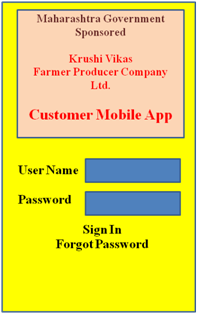 Maharashtra Government
Sponsored
Krushi Vikas
Farmer Producer Company
Ltd.
Customer Mobile App
User Name
Password
Sign In
Forgot Password